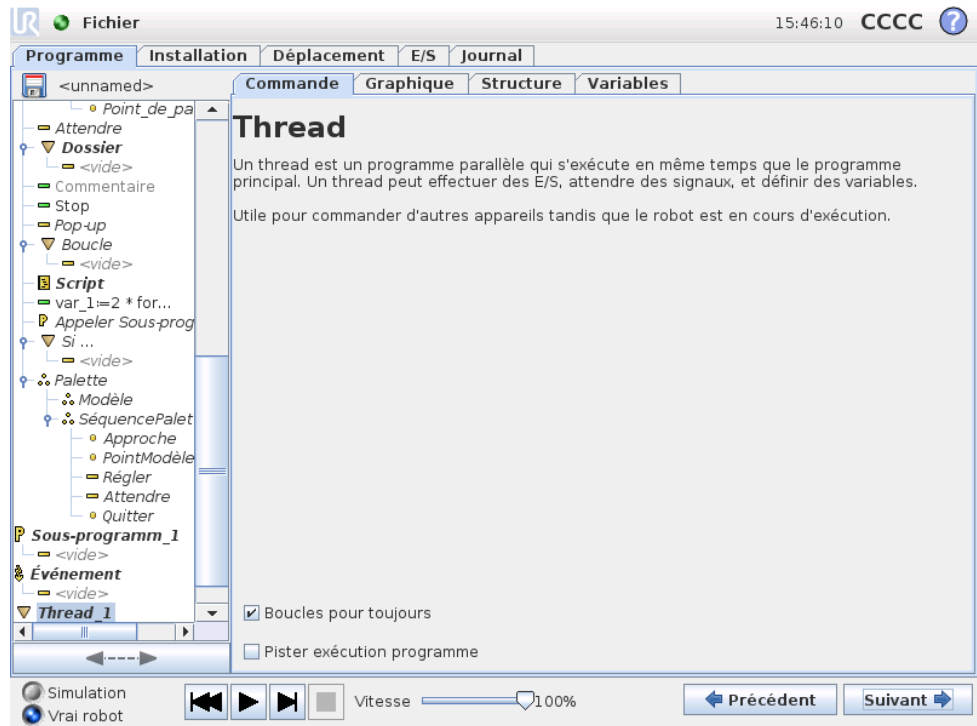 UR Fichier 15:46:10 CCCC ?
Programme Installation Déplacement E/S Journal
<unnamed>
Commande Graphique Structure Variables
Point_de_pa
Attendre
Dossier
<vide>
Commentaire
Stop
Pop-up
Boucle
<vide>
Script
var_1:=2 * for...
Appeler Sous-prog
Si ...
<vide>
Palette
Modèle
SéquencePalet
Approche
PointModèle
Régler
Attendre
Quitter
Sous-programm_1
<vide>
Événement
<vide>
Thread_1
Thread
Un thread est un programme parallèle qui s'exécute en même temps que le programme
principal. Un thread peut effectuer des E/S, attendre des signaux, et définir des variables.
Utile pour commander d'autres appareils tandis que le robot est en cours d'exécution.
Boucles pour toujours
Pister exécution programme
Simulation
Vrai robot
Vitesse 100%
Précédent Suivant